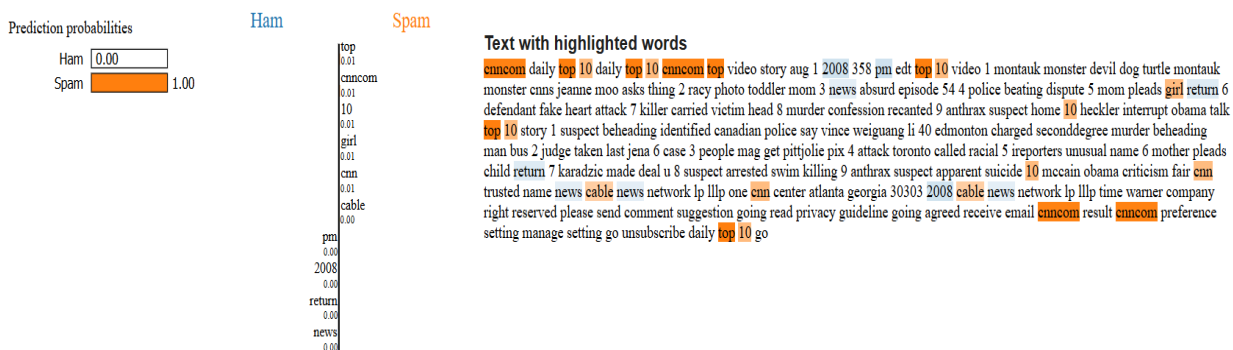 Prediction probabilities
Ham 0.00
Spam 1.00
Ham Spam
top
0.01
cnncom
0.01
10
0.01
girl
0.01
cnn
0.01
cable
0.00
pm
0.00
2008
0.00
return
0.00
news
0.00
Text with highlighted words
cnncom daily top 10 daily top 10 cnncom top video story aug 1 2008 358 pm edt top 10 video 1 montauk monster devil dog turtle montauk
monster cnns jeanne moo asks thing 2 racy photo toddler mom 3 news absurd episode 54 4 police beating dispute 5 mom pleads girl return 6
defendant fake heart attack 7 killer carried victim head 8 murder confession recanted 9 anthrax suspect home 10 heckler interrupt obama talk
top 10 story 1 suspect beheading identified canadian police say vince weiguang li 40 edmonton charged seconddegree murder beheading
man bus 2 judge taken last jena 6 case 3 people mag get pittjolie pix 4 attack toronto called racial 5 ireporters unusual name 6 mother pleads
child return 7 karadzic made deal u 8 suspect arrested swim killing 9 anthrax suspect apparent suicide 10 mccain obama criticism fair cnn
trusted name news cable news network lp lllp one cnn center atlanta georgia 30303 2008 cable news network lp lllp time warner company
right reserved please send comment suggestion going read privacy guideline going agreed receive email cnncom result cnncom preference
setting manage setting go unsubscribe daily top 10 go